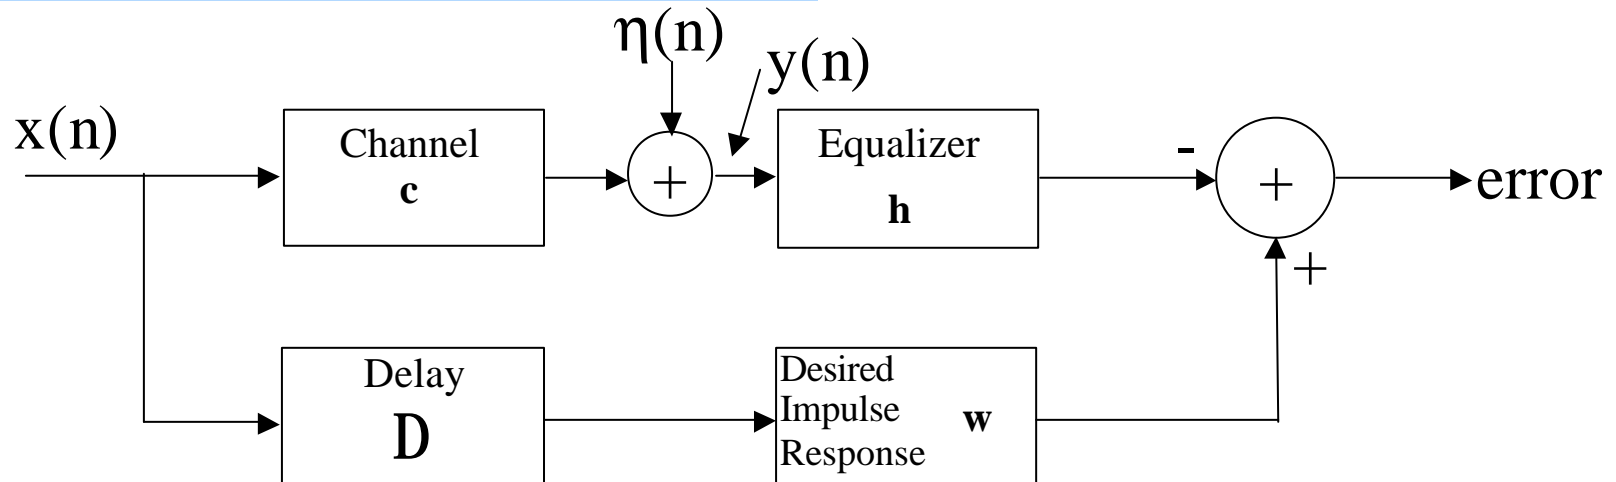 η(n)
y(n)
x(n)
Channel
c
+
Equalizer
h
-
+
error
+
Delay
D
Desired
Impulse w
Response